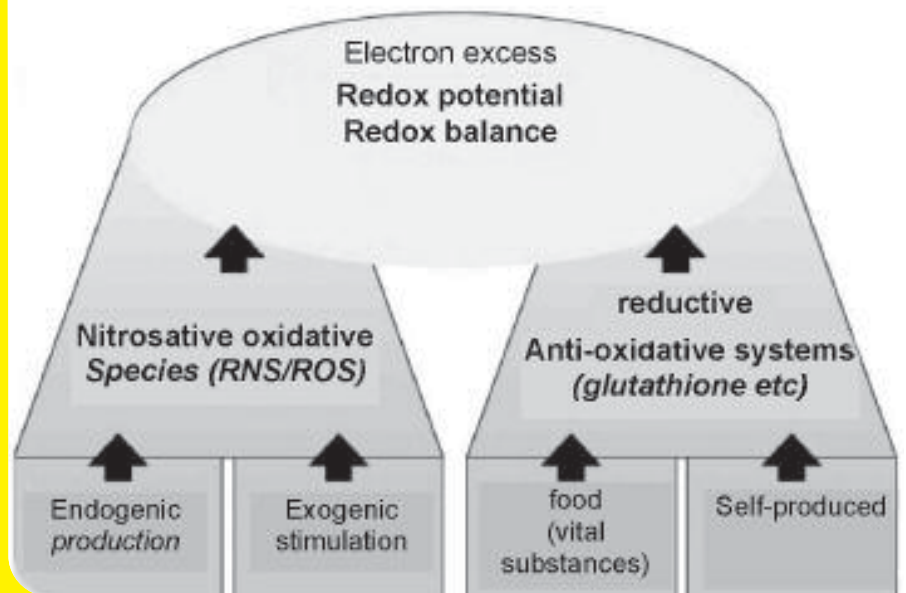 Electron excess
Redox potential
Redox balance
Nitrosative oxidative
Species (RNS/ROS)
reductive
Anti-oxidative systems
(glutathione etc)
Endogenic
production
Exogenic
stimulation
food
(vital
substances)
Self-produced